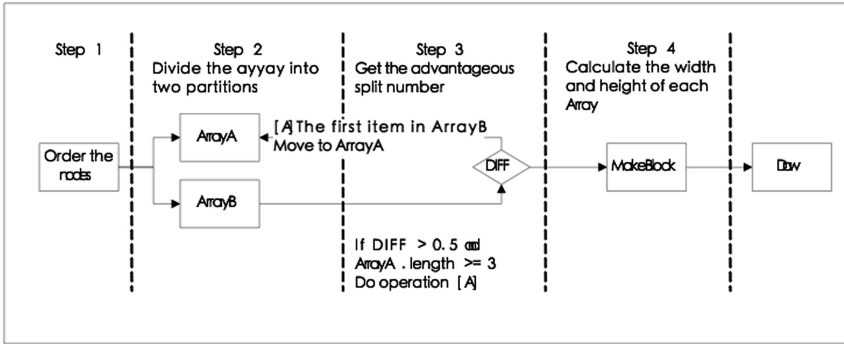 Step 1
Order the
nodes
Step 2
Divide the ayyay into
two partitions
ArrayA
ArrayB
Step 3
Get the advantageous
split number
[A] The first item in ArrayB
Move to ArrayA
DIFF
If DIFF > 0.5 and
ArrayA . length >= 3
Do operation [A]
Step 4
Calculate the width
and height of each
Array
MakeBlock